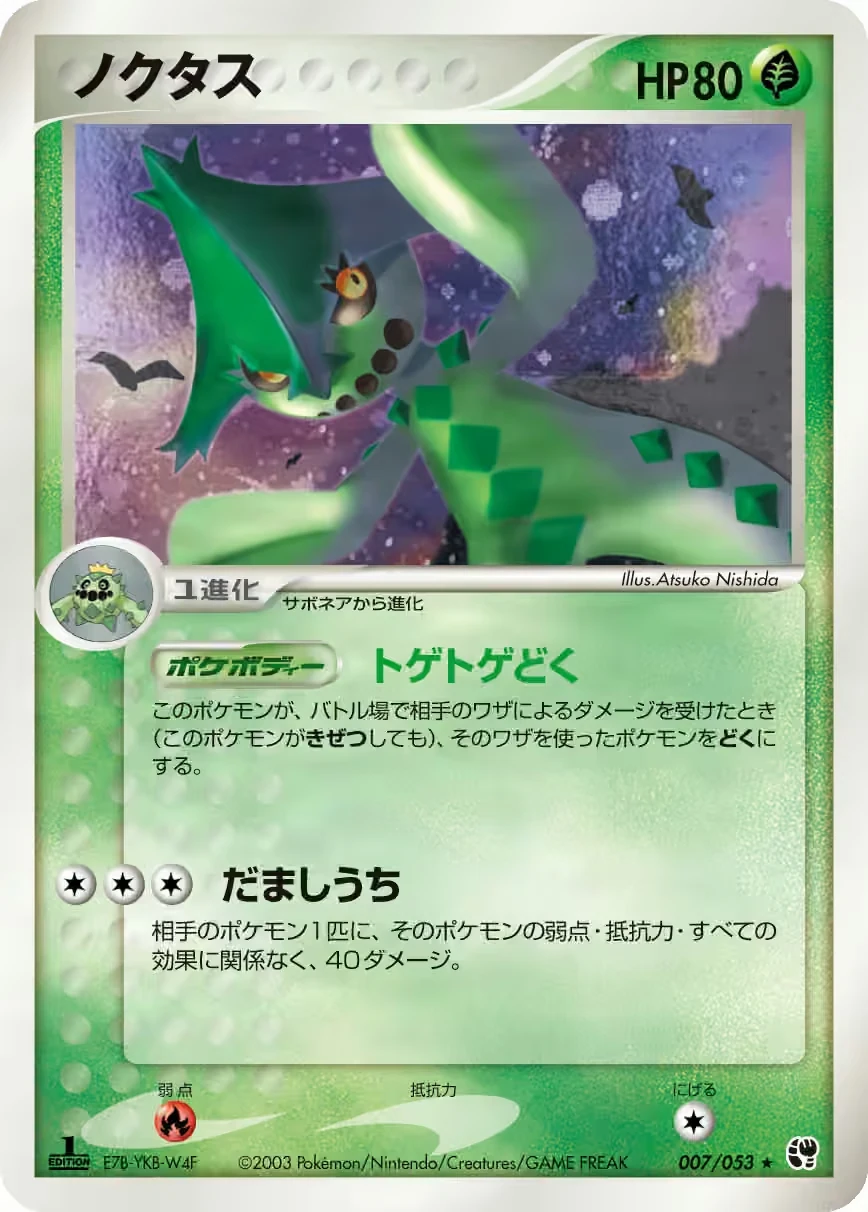 ノクタス
HP80
Illus.Atsuko Nishida
1進化
サボネアから進化
ポケボディー トゲトゲどく
このポケモンが、バトル場で相手のワザによるダメージを受けたとき
(このポケモンがきぜつしても)、そのワザを使ったポケモンをどくに
する。
だましうち
相手のポケモン1匹に、そのポケモンの弱点・抵抗力・すべての
効果に関係なく、40ダメージ。
弱点 抵抗力 にげる
1 EDITION E7B-YKB-W4F ©2003 Pokémon/Nintendo/Creatures/GAME FREAK 007/053 ★